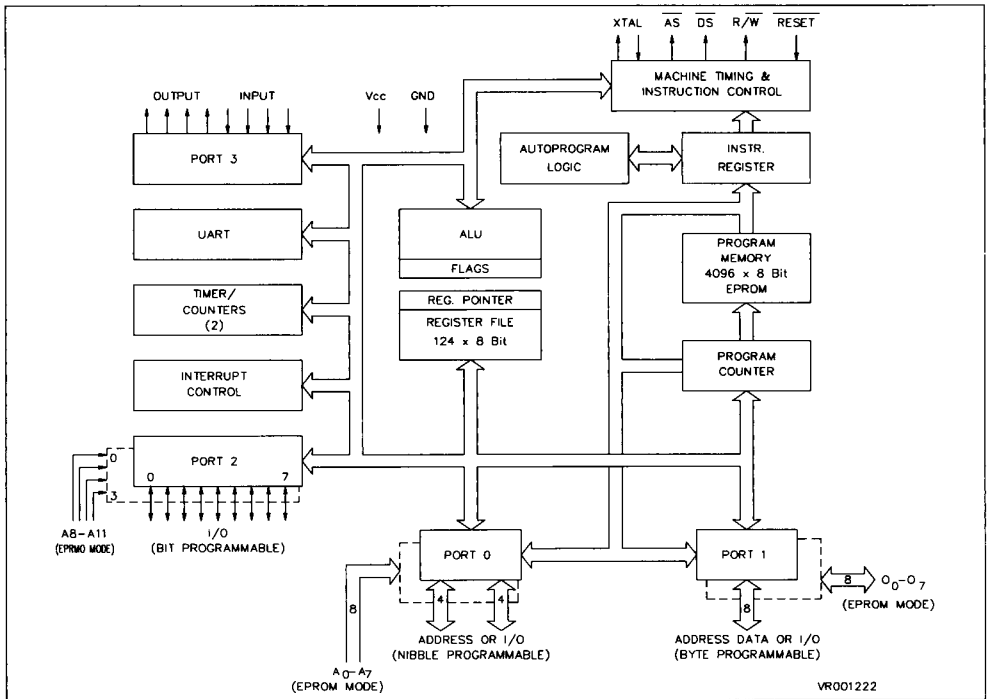 XTAL AS DS R/W RESET
MACHINE TIMING &
INSTRUCTION CONTROL
OUTPUT INPUT
Vcc GND
PORT 3
AUTOPROGRAM
LOGIC
INSTR.
REGISTER
UART
ALU
FLAGS
PROGRAM
MEMORY
4096 x 8 Bit
EPROM
TIMER/
COUNTERS
(2)
REG. POINTER
REGISTER FILE
124 x 8 Bit
PROGRAM
COUNTER
INTERRUPT
CONTROL
PORT 2
0 7
0
3
A8-A11
(EPRMO MODE)
I/O
(BIT PROGRAMMABLE)
PORT 0
4 4
8
ADDRESS OR I/O
(NIBBLE PROGRAMMABLE)
A0-A7
(EPROM MODE)
PORT 1
8
8
O0-O7
(EPROM MODE)
ADDRESS DATA OR I/O
(BYTE PROGRAMMABLE)
VR001222